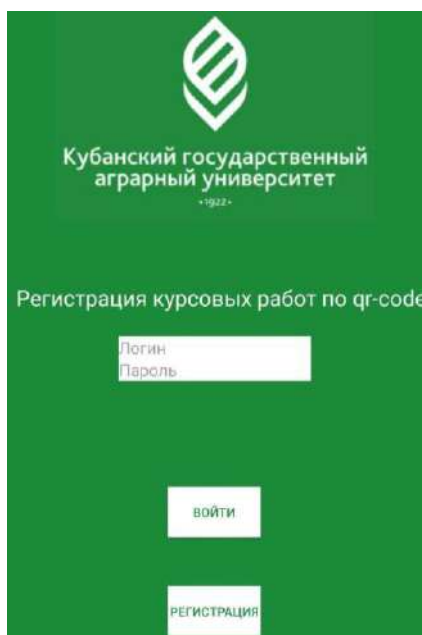 Кубанский государственный
аграрный университет
•1922•
Регистрация курсовых работ по qr-code
Логин
Пароль
ВОЙТИ
РЕГИСТРАЦИЯ